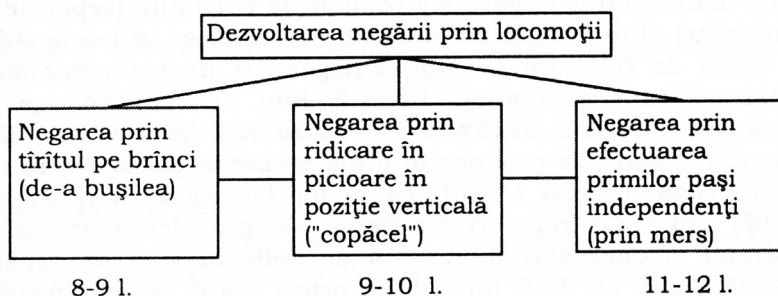 Dezvoltarea negării prin locomoţii
Negarea prin
tîrîtul pe brînci
(de-a buşilea)
Negarea prin
ridicare în
picioare în
poziţie verticală
("copăcel")
Negarea prin
efectuarea
primilor paşi
independenţi
(prin mers)
8-9 l.
9-10 l.
11-12 l.